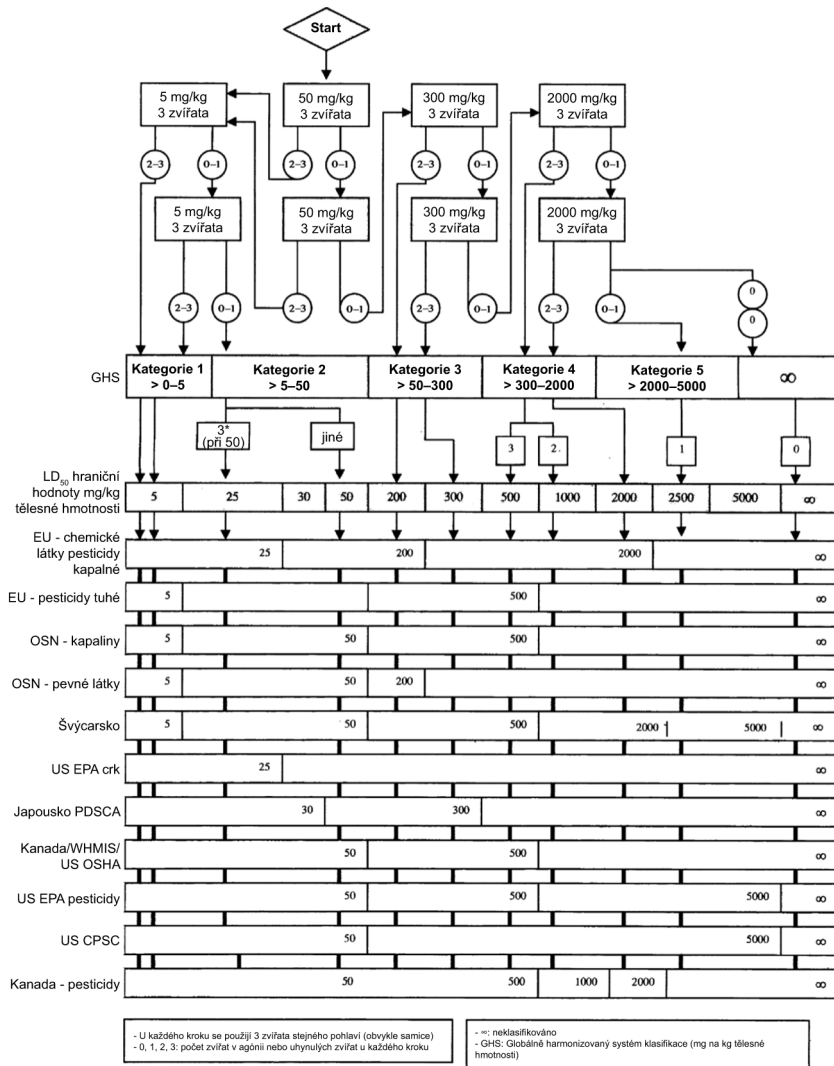 Start
5 mg/kg
3 zvířata
50 mg/kg
3 zvířata
300 mg/kg
3 zvířata
2000 mg/kg
3 zvířata
2–3
0–1
2–3
0–1
2–3
0–1
2–3
0–1
5 mg/kg
3 zvířata
50 mg/kg
3 zvířata
300 mg/kg
3 zvířata
2000 mg/kg
3 zvířata
2–3
0–1
2–3
0–1
2–3
0–1
2–3
0–1
0
0
GHS
Kategorie 1
> 0–5
Kategorie 2
> 5–50
Kategorie 3
> 50–300
Kategorie 4
> 300–2000
Kategorie 5
> 2000–5000
∞
3*
(při 50)
jiné
3
2.
1
0
LD50 hraniční
hodnoty mg/kg
tělesné hmotnosti
5 25 30 50 200 300 500 1000 2000 2500 5000 ∞
EU - chemické
látky pesticidy
kapalné
25 200 2000 ∞
EU - pesticidy tuhé
5 500 ∞
OSN - kapaliny
5 50 500 ∞
OSN - pevné látky
5 50 200 ∞
Švýcarsko
5 50 500 2000 5000 ∞
US EPA crk
25 ∞
Japousko PDSCA
30 300 ∞
Kanada/WHMIS/
US OSHA
50 500 ∞
US EPA pesticidy
50 500 5000 ∞
US CPSC
50 5000 ∞
Kanada - pesticidy
50 500 1000 2000 ∞
- U každého kroku se použijí 3 zvířata stejného pohlaví (obvykle samice)
- 0, 1, 2, 3: počet zvířat v agónii nebo uhynulých zvířat u každého kroku
- ∞: neklasifikováno
- GHS: Globálně harmonizovaný systém klasifikace (mg na kg tělesné
hmotnosti)